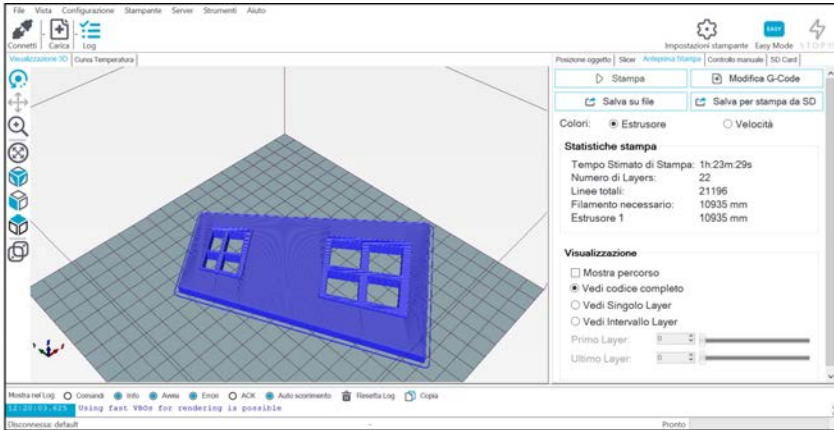 File Vista Configurazione Stampante Server Strumenti Aiuto
Connetti Carica Log
Impostazioni stampante EASY Easy Mode STOP!!!
Visualizzazione 3D Curva Temperatura
Posizione oggetto Slicer Anteprima Stampa Controllo manuale SD Card
Stampa Modifica G-Code
Salva su file Salva per stampa da SD
Colori: Estrusore Velocità
Statistiche stampa
Tempo Stimato di Stampa: 1h:23m:29s
Numero di Layers: 22
Linee totali: 21196
Filamento necessario: 10935 mm
Estrusore 1 10935 mm
Visualizzazione
Mostra percorso
Vedi codice completo
Vedi Singolo Layer
Vedi Intervallo Layer
Primo Layer: 0
Ultimo Layer: 0
Mostra nel Log: Comandi Info Avvisi Errori ACK Auto scorrimento Resetta Log Copia
12:20:03.625 Using fast VBOs for rendering is possible
Disconnessa: default - Pronto